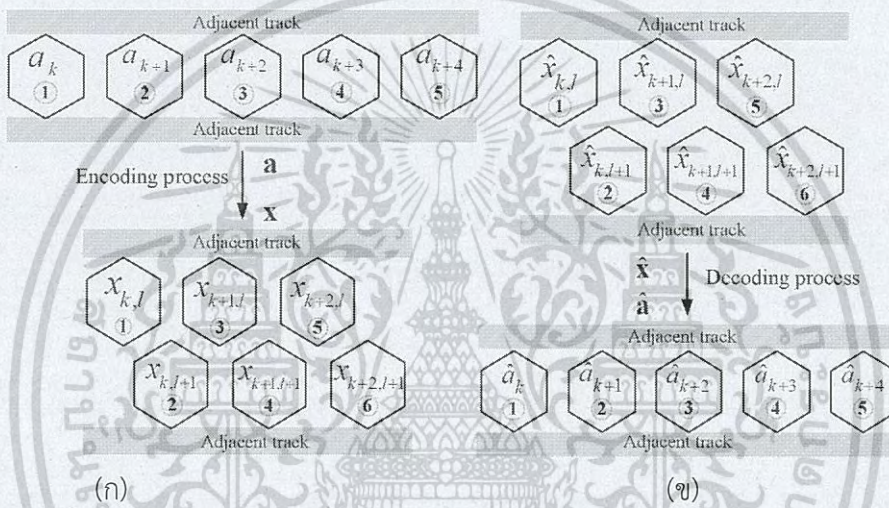 Adjacent track
a_k a_{k+1} a_{k+2} a_{k+3} a_{k+4}
1 2 3 4 5
Adjacent track
Encoding process a
x
Adjacent track
x_{k,l} x_{k+1,l} x_{k+2,l}
1 3 5
x_{k,l+1} x_{k+1,l+1} x_{k+2,l+1}
2 4 6
Adjacent track
(ก)
Adjacent track
x̂_{k,l} x̂_{k+1,l} x̂_{k+2,l}
1 3 5
x̂_{k,l+1} x̂_{k+1,l+1} x̂_{k+2,l+1}
2 4 6
Adjacent track
x̂ Decoding process
â
Adjacent track
â_k â_{k+1} â_{k+2} â_{k+3} â_{k+4}
1 2 3 4 5
Adjacent track
(ข)